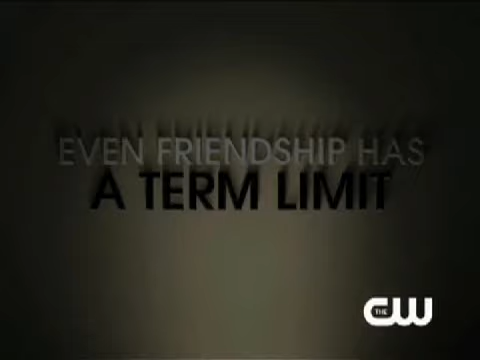 EVEN FRIENDSHIP HAS
A TERM LIMIT
THE CW